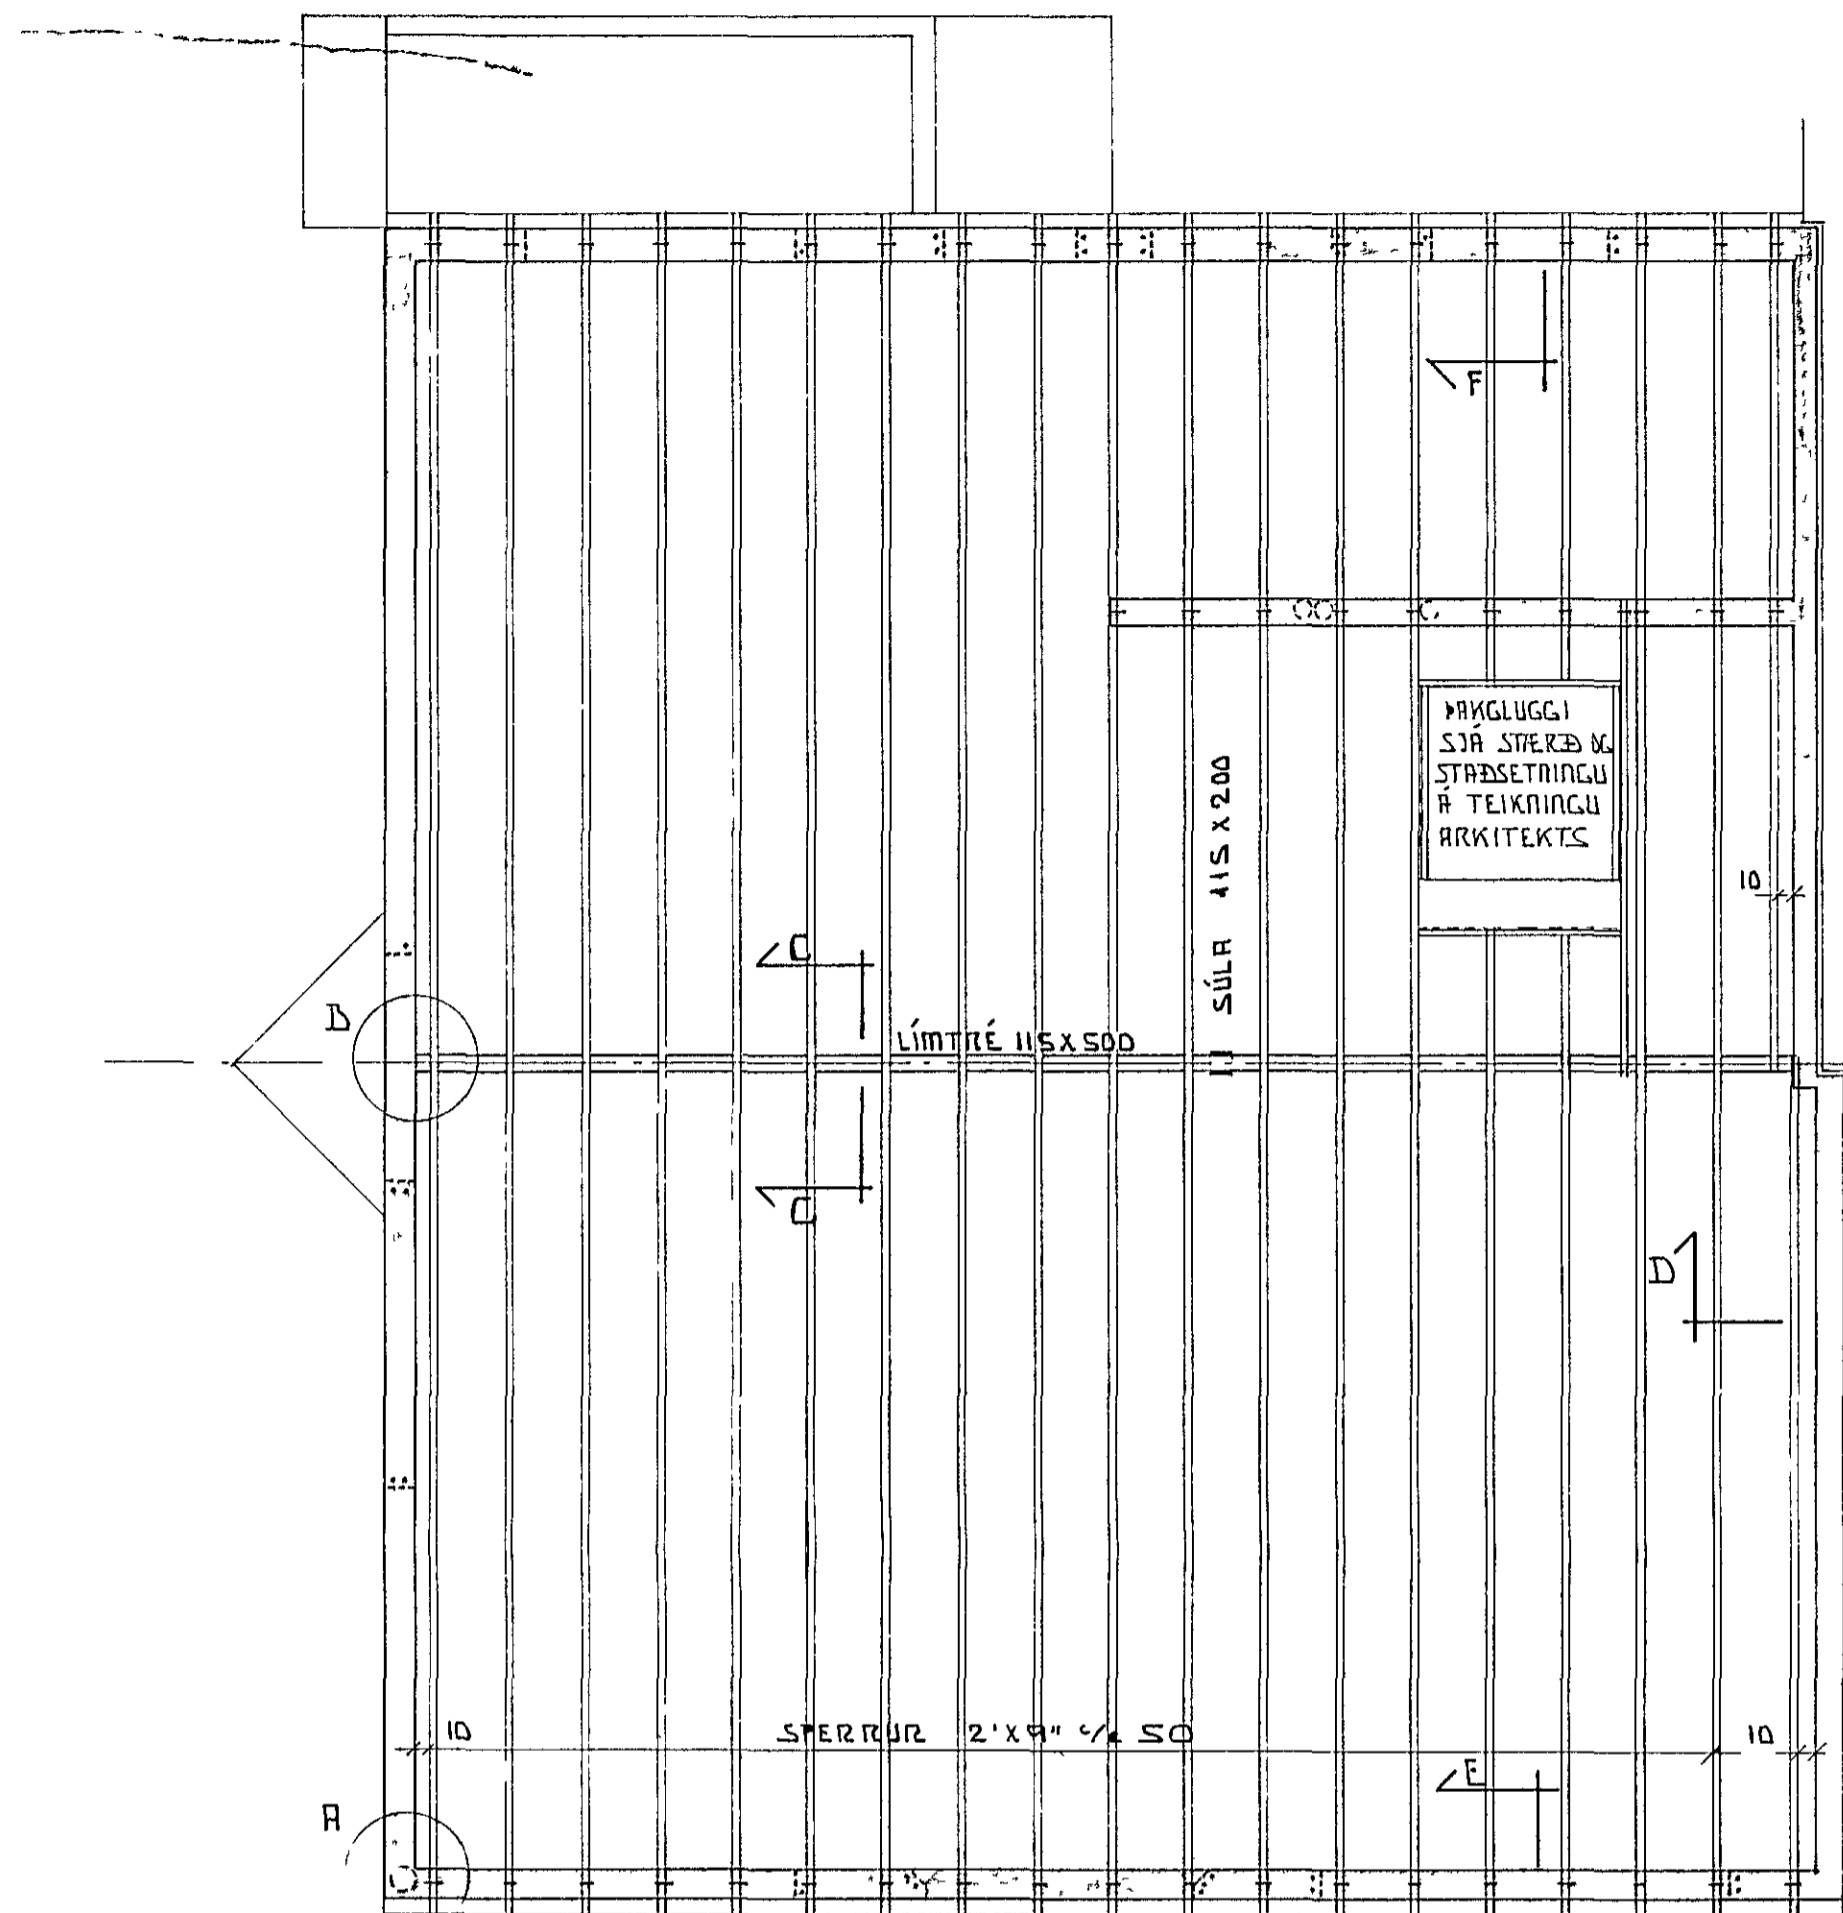 F
ÞAKGLUGGI
SJÁ STÆRÐ OG
STAÐSETNINGU
Á TEIKNINGU
ARKITEKTS
SÚLA 115 X 200
10
C
B
LÍMTRÉ 115 X 500
C
D
10
SPERRUR 2" X 9" c/c 50
10
E
A